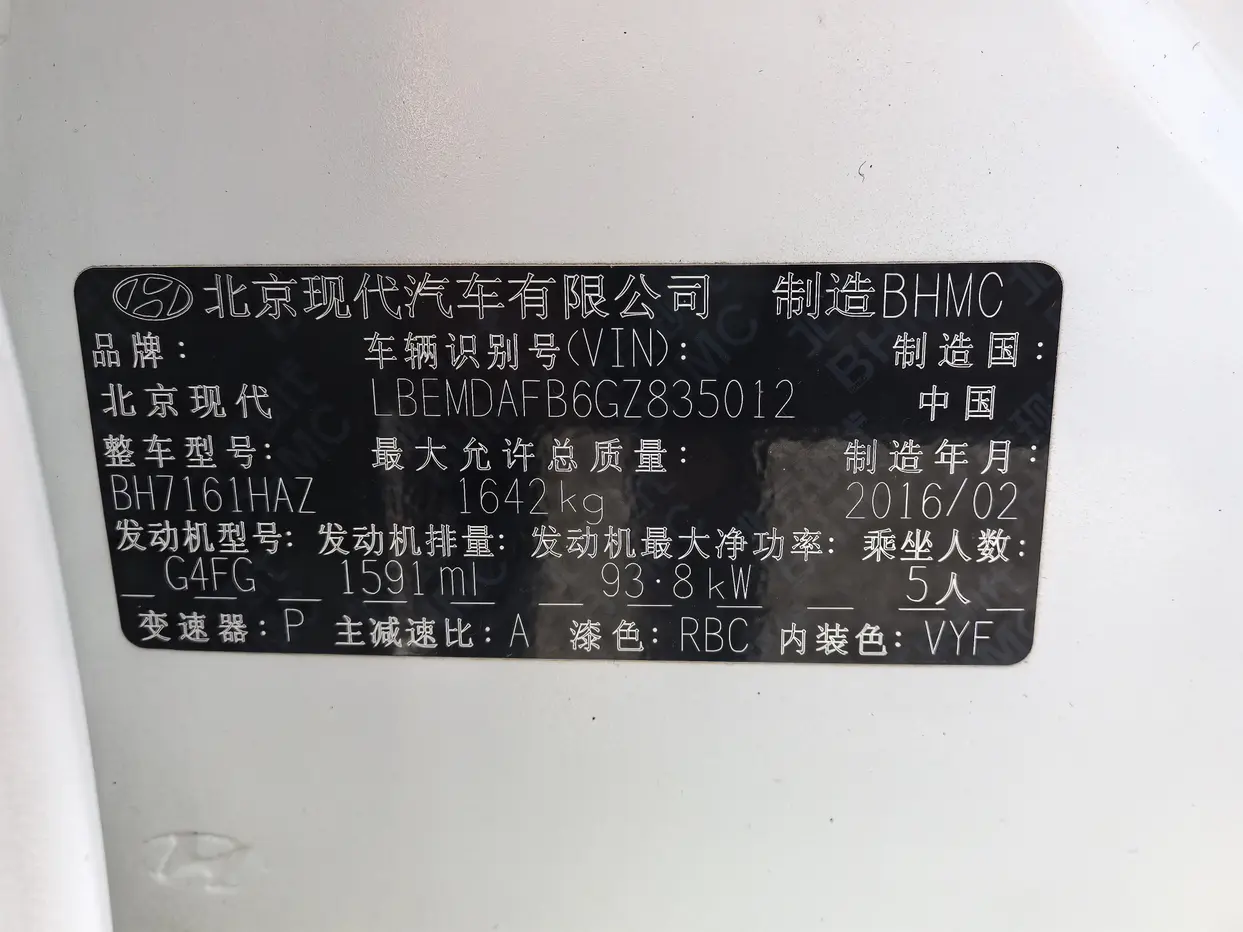 北京现代汽车有限公司 制造BHMC
品牌: 车辆识别号(VIN): 制造国:
北京现代 LBEMDAFB6GZ835012 中国
整车型号: 最大允许总质量: 制造年月:
BH7161HAZ 1642kg 2016/02
发动机型号: 发动机排量: 发动机最大净功率: 乘坐人数:
G4FG 1591ml 93·8kW 5人
变速器: P 主减速比: A 漆色: RBC 内装色: VYF